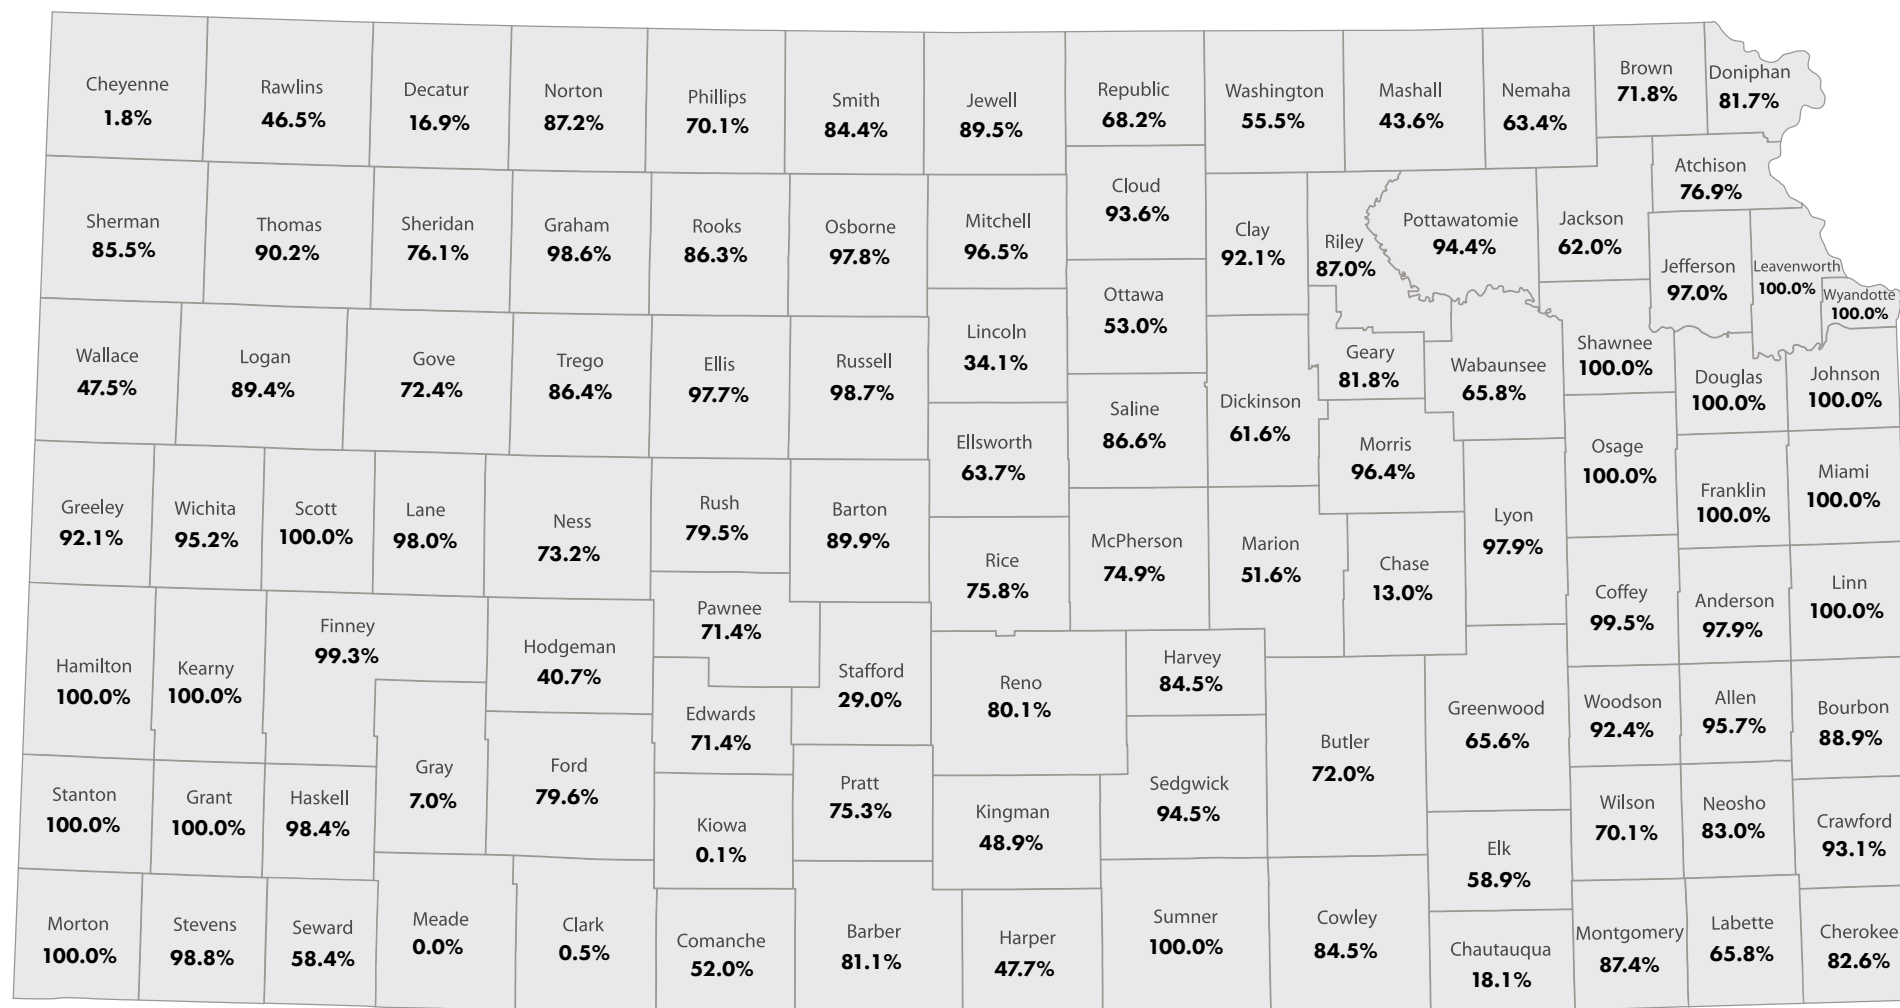 Cheyenne
1.8%
Rawlins
46.5%
Decatur
16.9%
Norton
87.2%
Phillips
70.1%
Smith
84.4%
Jewell
89.5%
Republic
68.2%
Washington
55.5%
Mashall
43.6%
Nemaha
63.4%
Brown
71.8%
Doniphan
81.7%
Atchison
76.9%
Sherman
85.5%
Thomas
90.2%
Sheridan
76.1%
Graham
98.6%
Rooks
86.3%
Osborne
97.8%
Mitchell
96.5%
Cloud
93.6%
Clay
92.1%
Riley
87.0%
Pottawatomie
94.4%
Jackson
62.0%
Jefferson
97.0%
Leavenworth
100.0%
Wyandotte
100.0%
Ottawa
53.0%
Wallace
47.5%
Logan
89.4%
Gove
72.4%
Trego
86.4%
Ellis
97.7%
Russell
98.7%
Lincoln
34.1%
Geary
81.8%
Wabaunsee
65.8%
Shawnee
100.0%
Douglas
100.0%
Johnson
100.0%
Saline
86.6%
Dickinson
61.6%
Ellsworth
63.7%
Morris
96.4%
Osage
100.0%
Franklin
100.0%
Miami
100.0%
Greeley
92.1%
Wichita
95.2%
Scott
100.0%
Lane
98.0%
Ness
73.2%
Rush
79.5%
Barton
89.9%
Rice
75.8%
McPherson
74.9%
Marion
51.6%
Chase
13.0%
Lyon
97.9%
Coffey
99.5%
Anderson
97.9%
Linn
100.0%
Hamilton
100.0%
Kearny
100.0%
Finney
99.3%
Hodgeman
40.7%
Pawnee
71.4%
Stafford
29.0%
Reno
80.1%
Harvey
84.5%
Edwards
71.4%
Butler
72.0%
Greenwood
65.6%
Woodson
92.4%
Allen
95.7%
Bourbon
88.9%
Stanton
100.0%
Grant
100.0%
Haskell
98.4%
Gray
7.0%
Ford
79.6%
Kiowa
0.1%
Pratt
75.3%
Kingman
48.9%
Sedgwick
94.5%
Elk
58.9%
Wilson
70.1%
Neosho
83.0%
Crawford
93.1%
Morton
100.0%
Stevens
98.8%
Seward
58.4%
Meade
0.0%
Clark
0.5%
Comanche
52.0%
Barber
81.1%
Harper
47.7%
Sumner
100.0%
Cowley
84.5%
Chautauqua
18.1%
Montgomery
87.4%
Labette
65.8%
Cherokee
82.6%